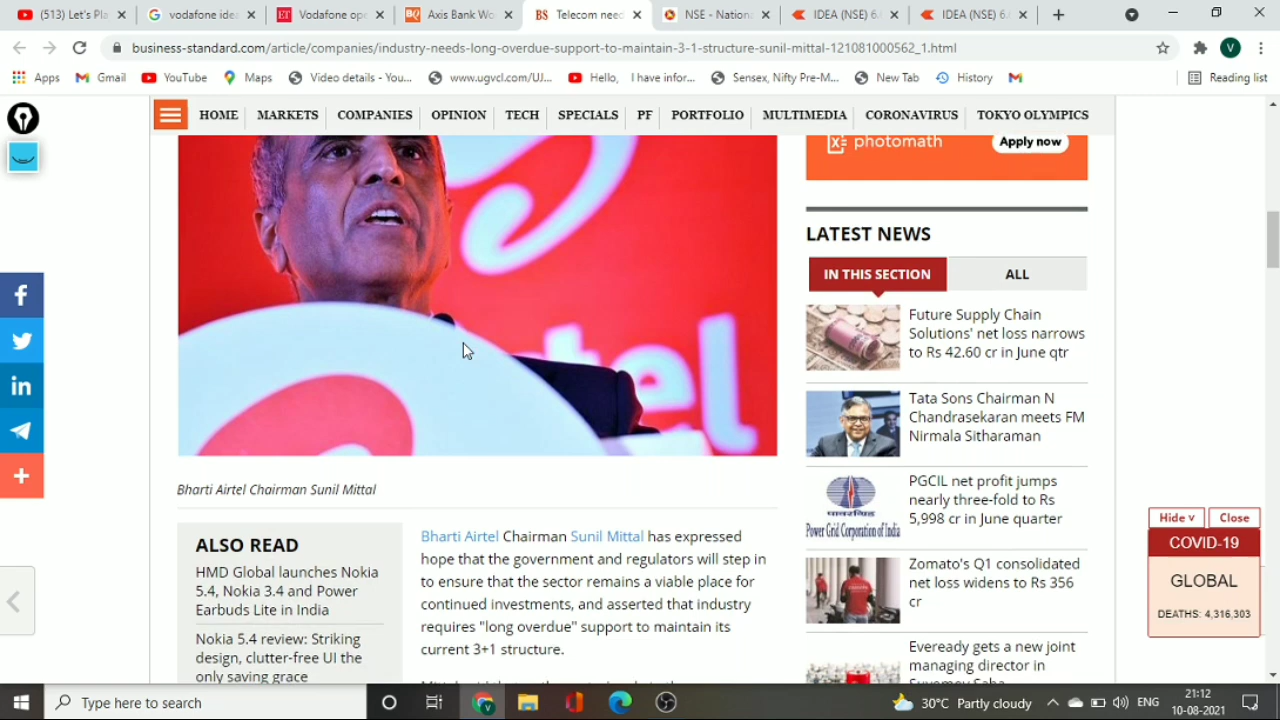 (513) Let's Pla
vodafone idea
Vodafone ope
Axis Bank Wo
Telecom need
NSE - Nationa
IDEA (NSE) 6.
IDEA (NSE) 6.
business-standard.com/article/companies/industry-needs-long-overdue-support-to-maintain-3-1-structure-sunil-mittal-121081000562_1.html
V
Apps
Gmail
YouTube
Maps
Video details - You...
www.ugvcl.com/UJ...
Hello, I have infor...
Sensex, Nifty Pre-M...
New Tab
History
Reading list
HOME
MARKETS
COMPANIES
OPINION
TECH
SPECIALS
PF
PORTFOLIO
MULTIMEDIA
CORONAVIRUS
TOKYO OLYMPICS
photomath
Apply now
tel
LATEST NEWS
IN THIS SECTION
ALL
Future Supply Chain
Solutions' net loss narrows
to Rs 42.60 cr in June qtr
Tata Sons Chairman N
Chandrasekaran meets FM
Nirmala Sitharaman
PGCIL net profit jumps
nearly three-fold to Rs
5,998 cr in June quarter
Power Grid Corporation of India
Zomato's Q1 consolidated
net loss widens to Rs 356
cr
Eveready gets a new joint
managing director in
Bharti Airtel Chairman Sunil Mittal
ALSO READ
HMD Global launches Nokia
5.4, Nokia 3.4 and Power
Earbuds Lite in India
Nokia 5.4 review: Striking
design, clutter-free UI the
only saving grace
Bharti Airtel Chairman Sunil Mittal has expressed
hope that the government and regulators will step in
to ensure that the sector remains a viable place for
continued investments, and asserted that industry
requires "long overdue" support to maintain its
current 3+1 structure.
Hide v
Close
COVID-19
GLOBAL
DEATHS: 4,316,303
Type here to search
30°C Partly cloudy
ENG
21:12
10-08-2021